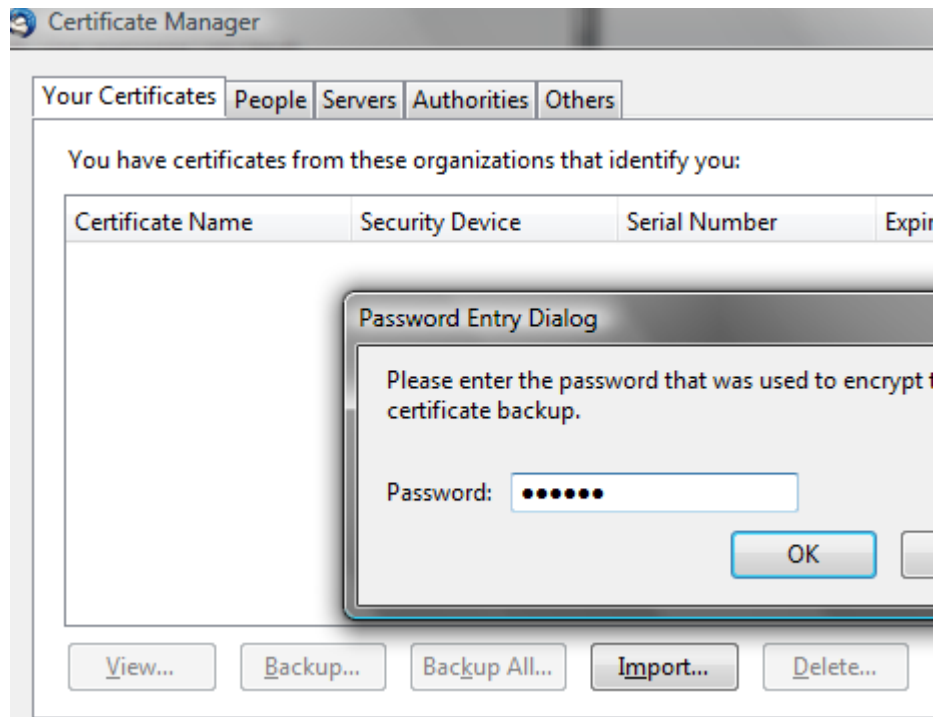 Certificate Manager
Your Certificates People Servers Authorities Others
You have certificates from these organizations that identify you:
Certificate Name Security Device Serial Number Expir
Password Entry Dialog
Please enter the password that was used to encrypt t
certificate backup.
Password: ••••••
OK
View... Backup... Backup All... Import... Delete...